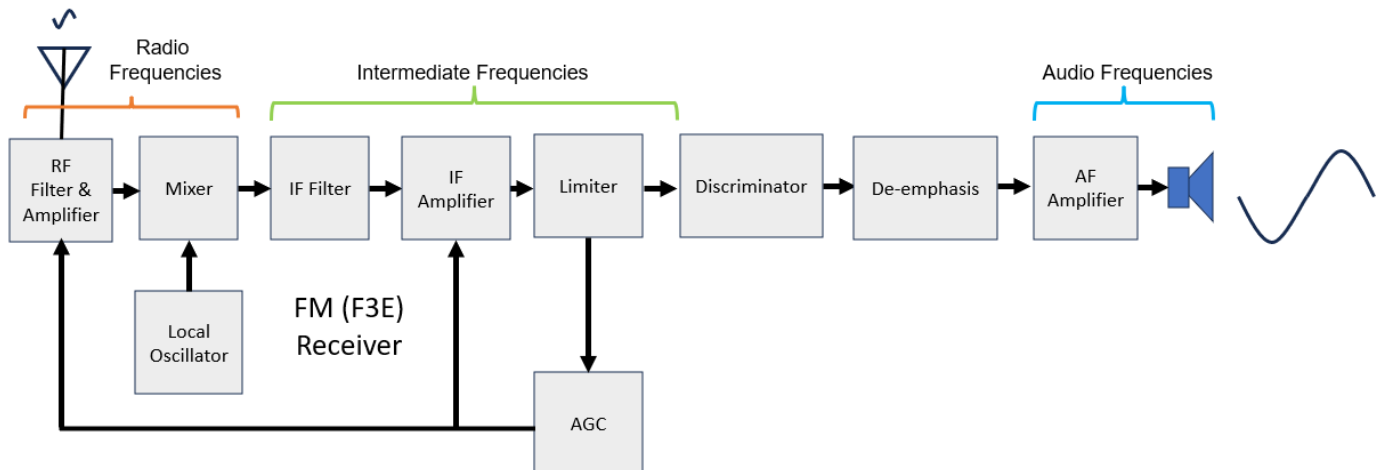 Radio
Frequencies
Intermediate Frequencies
Audio Frequencies
RF
Filter &
Amplifier
Mixer
IF Filter
IF
Amplifier
Limiter
Discriminator
De-emphasis
AF
Amplifier
Local
Oscillator
FM (F3E)
Receiver
AGC